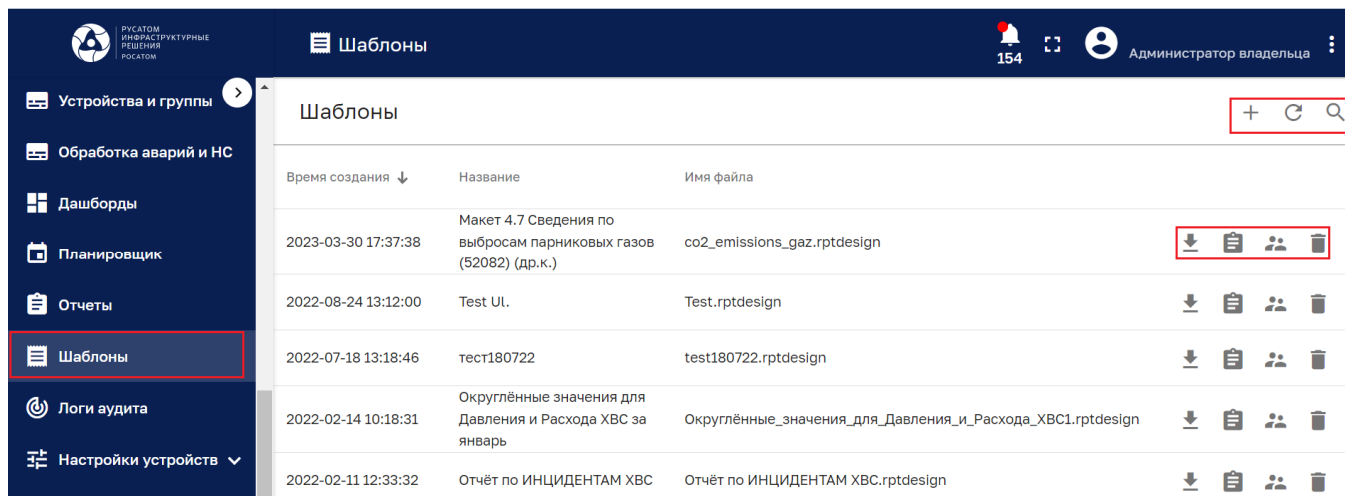 РУСАТОМ
ИНФРАСТРУКТУРНЫЕ
РЕШЕНИЯ
РОСАТОМ
Шаблоны
154
Администратор владельца
Устройства и группы
Обработка аварий и НС
Дашборды
Планировщик
Отчеты
Шаблоны
Логи аудита
Настройки устройств
Шаблоны
Время создания
Название
Имя файла
2023-03-30 17:37:38
Макет 4.7 Сведения по
выбросам парниковых газов
(52082) (др.к.)
co2_emissions_gaz.rptdesign
2022-08-24 13:12:00
Test Ul.
Test.rptdesign
2022-07-18 13:18:46
тест180722
test180722.rptdesign
2022-02-14 10:18:31
Округлённые значения для
Давления и Расхода ХВС за
январь
Округлённые_значения_для_Давления_и_Расхода_ХВС1.rptdesign
2022-02-11 12:33:32
Отчёт по ИНЦИДЕНТАМ ХВС
Отчёт по ИНЦИДЕНТАМ ХВС.rptdesign